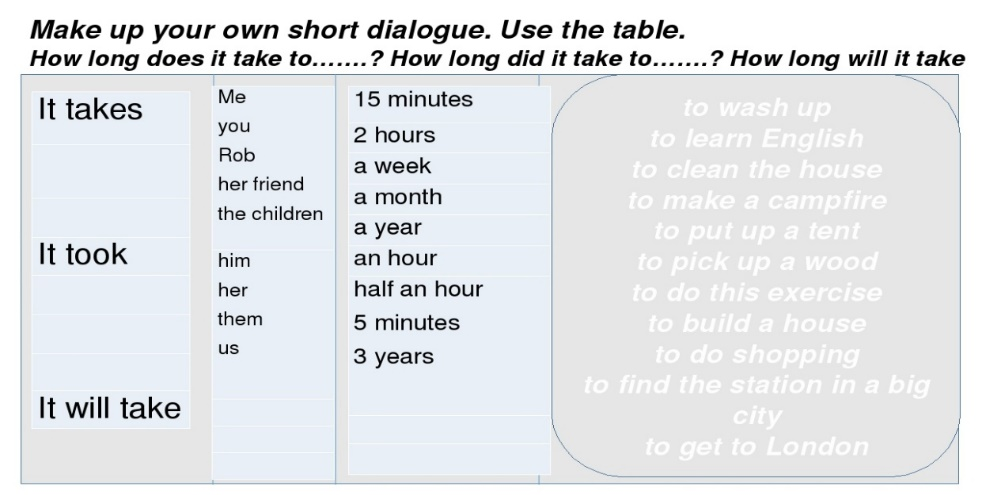 Make up your own short dialogue. Use the table.
How long does it take to.......? How long did it take to.......? How long will it take
It takes
It took
It will take
Me
you
Rob
her friend
the children
him
her
them
us
15 minutes
2 hours
a week
a month
a year
an hour
half an hour
5 minutes
3 years
to wash up
to learn English
to clean the house
to make a campfire
to put up a tent
to pick up a wood
to do this exercise
to build a house
to do shopping
to find the station in a big
city
to get to London